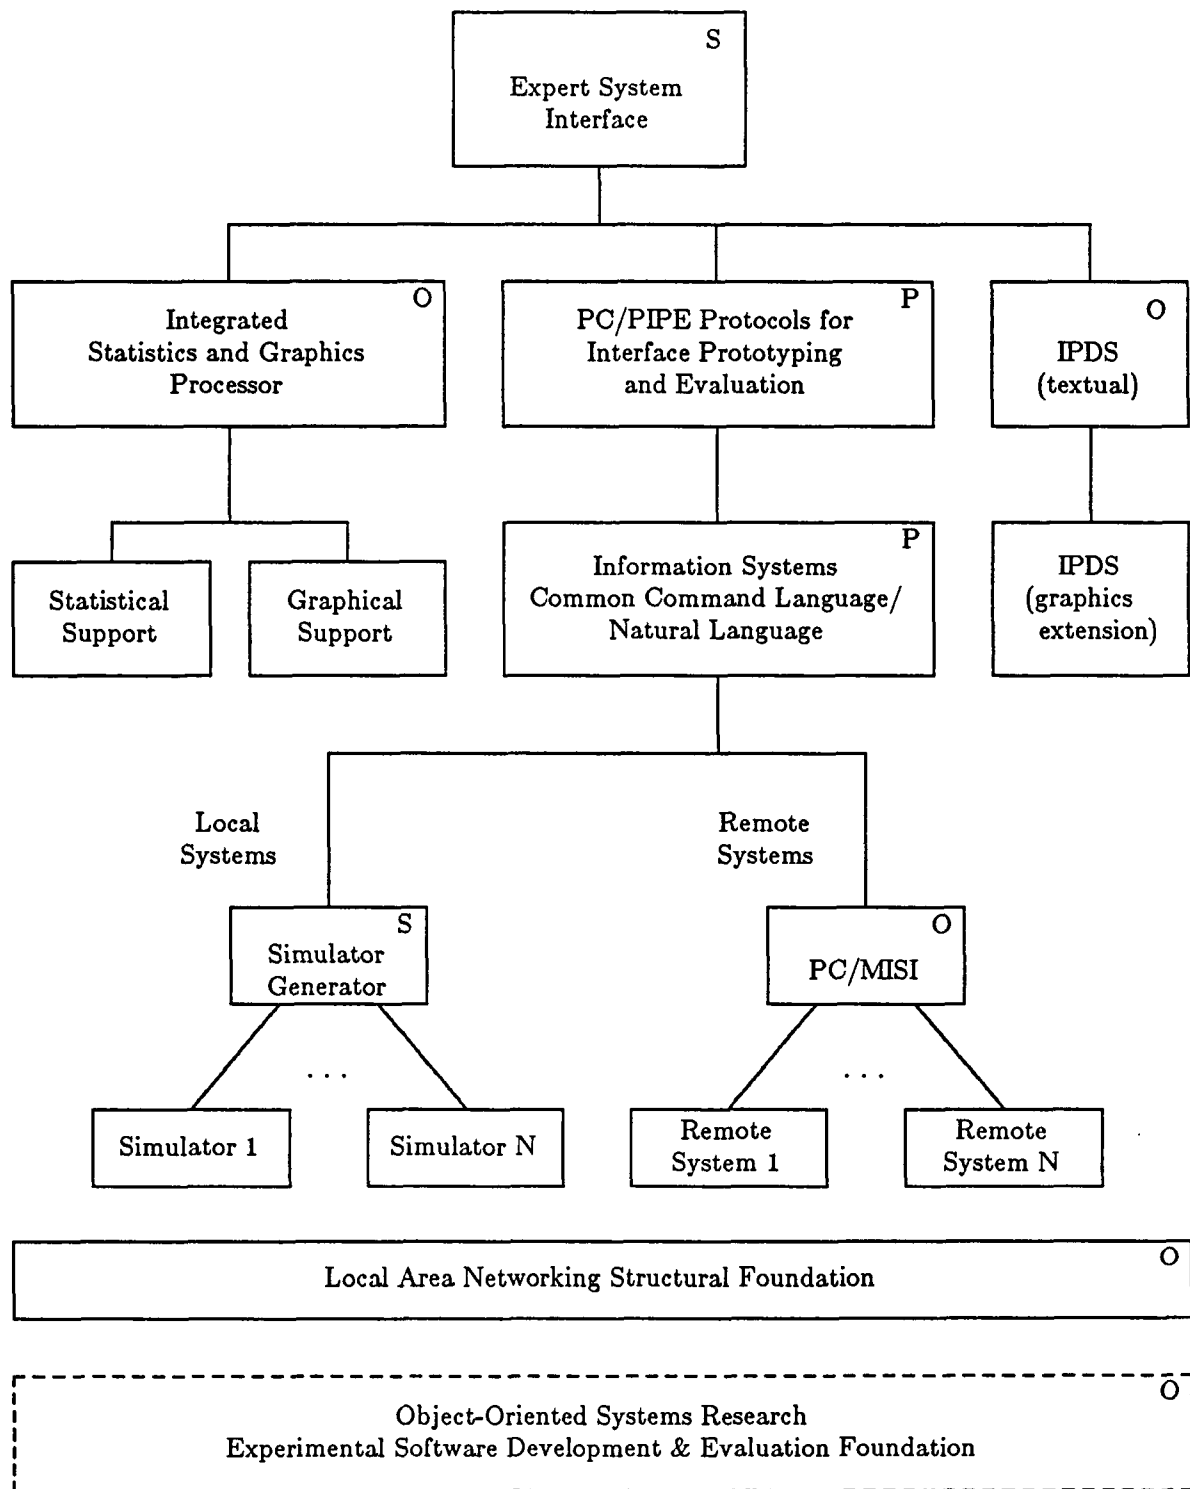 S
Expert System
Interface
O
Integrated
Statistics and Graphics
Processor
P
PC/PIPE Protocols for
Interface Prototyping
and Evaluation
O
IPDS
(textual)
Statistical
Support
Graphical
Support
P
Information Systems
Common Command Language/
Natural Language
IPDS
(graphics
extension)
Local
Systems
Remote
Systems
S
Simulator
Generator
O
PC/MISI
. . .
. . .
Simulator 1
Simulator N
Remote
System 1
Remote
System N
O
Local Area Networking Structural Foundation
O
Object-Oriented Systems Research
Experimental Software Development & Evaluation Foundation